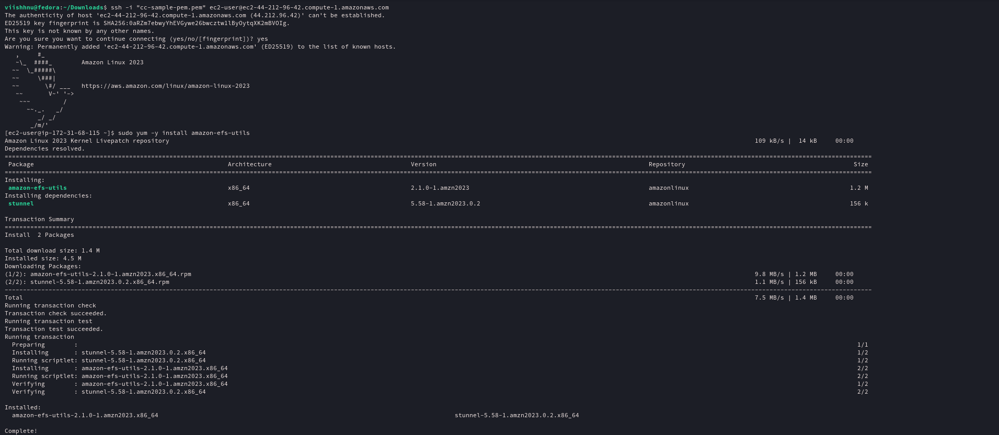 viishhnu@fedora:~/Downloads$ ssh -i "cc-sample-pem.pem" ec2-user@ec2-44-212-96-42.compute-1.amazonaws.com
The authenticity of host 'ec2-44-212-96-42.compute-1.amazonaws.com (44.212.96.42)' can't be established.
ED25519 key fingerprint is SHA256:0aRZm7ebwyYhEVGywe26bwcztw1lByOytqXK2mBVOIg.
This key is not known by any other names.
Are you sure you want to continue connecting (yes/no/[fingerprint])? yes
Warning: Permanently added 'ec2-44-212-96-42.compute-1.amazonaws.com' (ED25519) to the list of known hosts.
   ,     #_
   ~\_  ####_        Amazon Linux 2023
  ~~  \_#####\
  ~~     \###|
  ~~       \#/ ___   https://aws.amazon.com/linux/amazon-linux-2023
   ~~       V~' '->
    ~~~         /
      ~~._.   _/
         _/ _/
       _/m/'
[ec2-user@ip-172-31-68-115 ~]$ sudo yum -y install amazon-efs-utils
Amazon Linux 2023 Kernel Livepatch repository 109 kB/s |  14 kB     00:00
Dependencies resolved.
================================================================================
 Package Architecture Version Repository Size
================================================================================
Installing:
 amazon-efs-utils x86_64 2.1.0-1.amzn2023 amazonlinux 1.2 M
Installing dependencies:
 stunnel x86_64 5.58-1.amzn2023.0.2 amazonlinux 156 k
Transaction Summary
================================================================================
Install  2 Packages
Total download size: 1.4 M
Installed size: 4.5 M
Downloading Packages:
(1/2): amazon-efs-utils-2.1.0-1.amzn2023.x86_64.rpm 9.8 MB/s | 1.2 MB     00:00
(2/2): stunnel-5.58-1.amzn2023.0.2.x86_64.rpm 1.1 MB/s | 156 kB     00:00
--------------------------------------------------------------------------------
Total 7.5 MB/s | 1.4 MB     00:00
Running transaction check
Transaction check succeeded.
Running transaction test
Transaction test succeeded.
Running transaction
  Preparing        : 1/1
  Installing       : stunnel-5.58-1.amzn2023.0.2.x86_64 1/2
  Running scriptlet: stunnel-5.58-1.amzn2023.0.2.x86_64 1/2
  Installing       : amazon-efs-utils-2.1.0-1.amzn2023.x86_64 2/2
  Running scriptlet: amazon-efs-utils-2.1.0-1.amzn2023.x86_64 2/2
  Verifying        : amazon-efs-utils-2.1.0-1.amzn2023.x86_64 1/2
  Verifying        : stunnel-5.58-1.amzn2023.0.2.x86_64 2/2
Installed:
  amazon-efs-utils-2.1.0-1.amzn2023.x86_64 stunnel-5.58-1.amzn2023.0.2.x86_64
Complete!